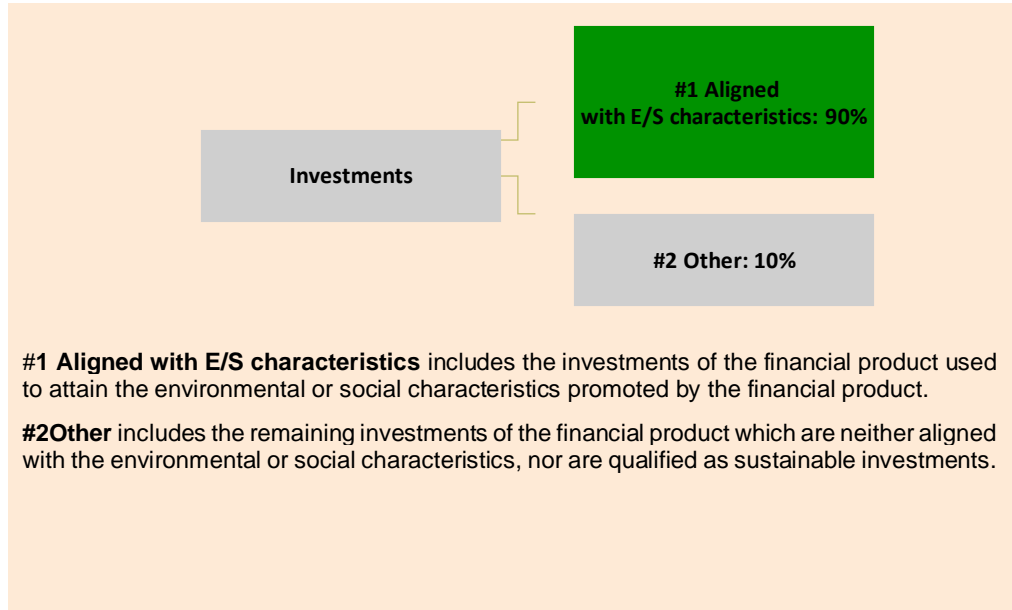 #1 Aligned
with E/S characteristics: 90%
Investments
#2 Other: 10%
#1 Aligned with E/S characteristics includes the investments of the financial product used
to attain the environmental or social characteristics promoted by the financial product.
#2Other includes the remaining investments of the financial product which are neither aligned
with the environmental or social characteristics, nor are qualified as sustainable investments.